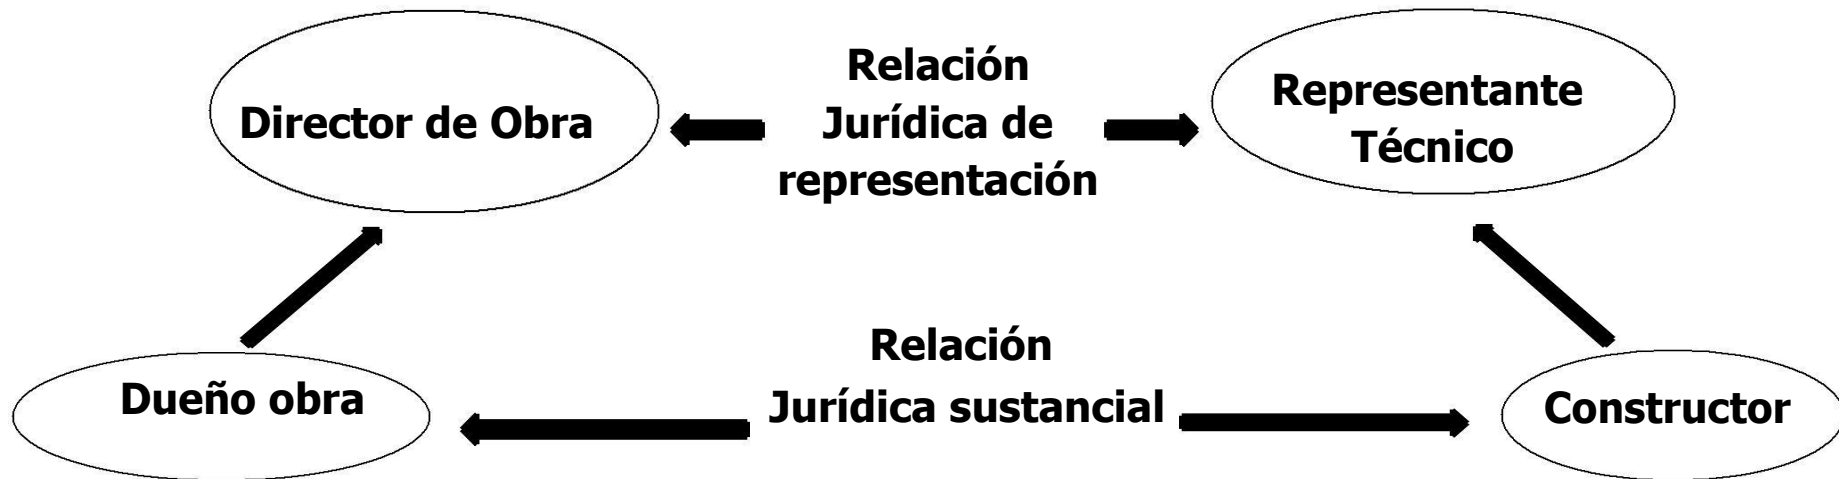 Director de Obra
Relación
Jurídica de
representación
Representante
Técnico
Dueño obra
Relación
Jurídica sustancial
Constructor